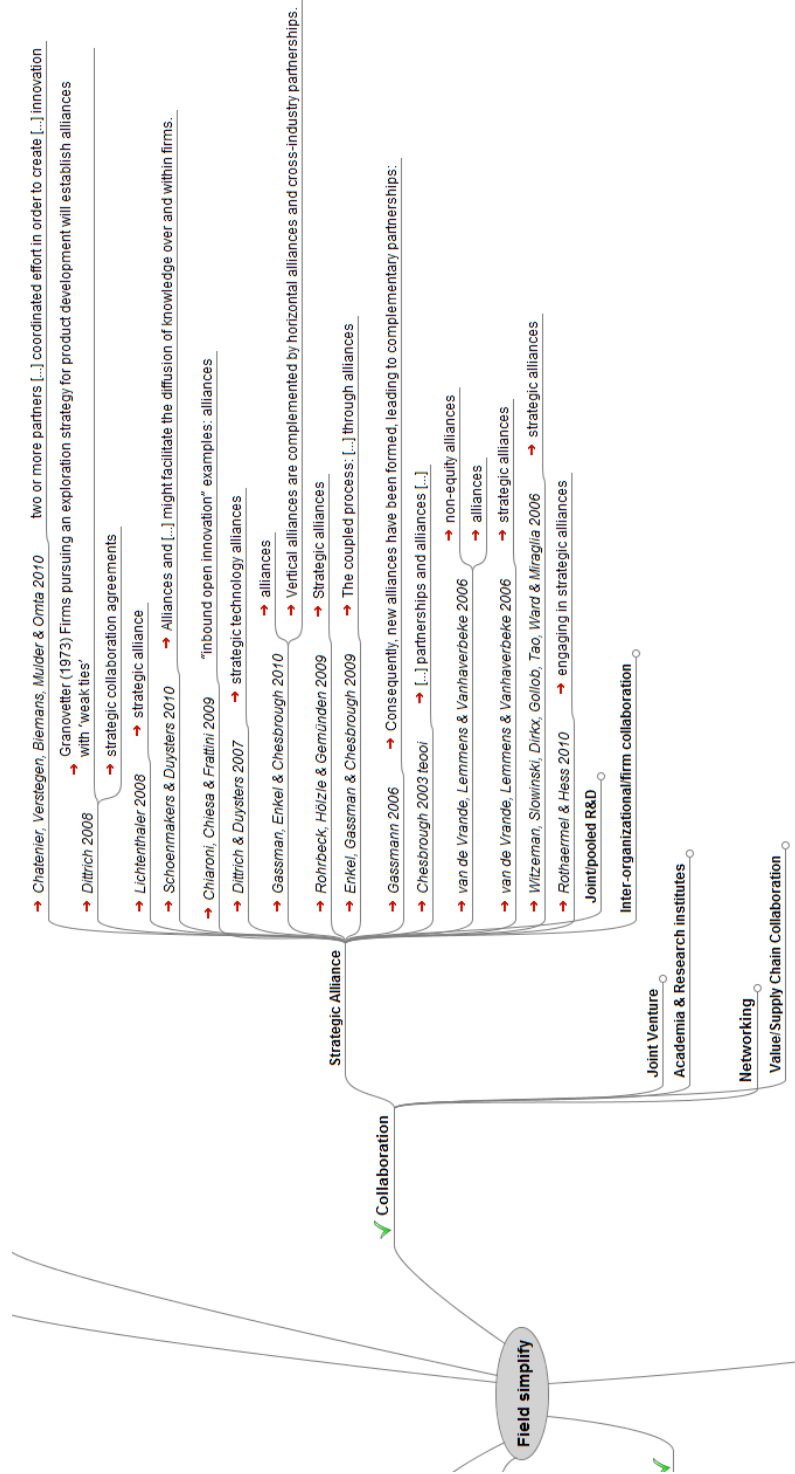 Field simplify
Collaboration
Strategic Alliance
Chatenier, Verstegen, Biemans, Mulder & Omta 2010
two or more partners [...] coordinated effort in order to create [...] innovation
Dittrich 2008
Granovetter (1973) Firms pursuing an exploration strategy for product development will establish alliances
with ‘weak ties’
strategic collaboration agreements
Lichtenthaler 2008
strategic alliance
Schoenmakers & Duysters 2010
Alliances and [...] might facilitate the diffusion of knowledge over and within firms.
Chiaroni, Chiesa & Frattini 2009
“inbound open innovation” examples: alliances
Dittrich & Duysters 2007
strategic technology alliances
Gassman, Enkel & Chesbrough 2010
alliances
Vertical alliances are complemented by horizontal alliances and cross-industry partnerships.
Rohrbeck, Hölzle & Gemünden 2009
Strategic alliances
Enkel, Gassman & Chesbrough 2009
The coupled process: [...] through alliances
Gassmann 2006
Consequently, new alliances have been formed, leading to complementary partnerships:
Chesbrough 2003 teooi
[...] partnerships and alliances [...]
van de Vrande, Lemmens & Vanhaverbeke 2006
non-equity alliances
alliances
van de Vrande, Lemmens & Vanhaverbeke 2006
strategic alliances
Witzeman, Slowinski, Dirkx, Gollob, Tao, Ward & Miraglia 2006
strategic alliances
Rothaermel & Hess 2010
engaging in strategic alliances
Joint/pooled R&D
Inter-organizational/firm collaboration
Joint Venture
Academia & Research institutes
Networking
Value/Supply Chain Collaboration